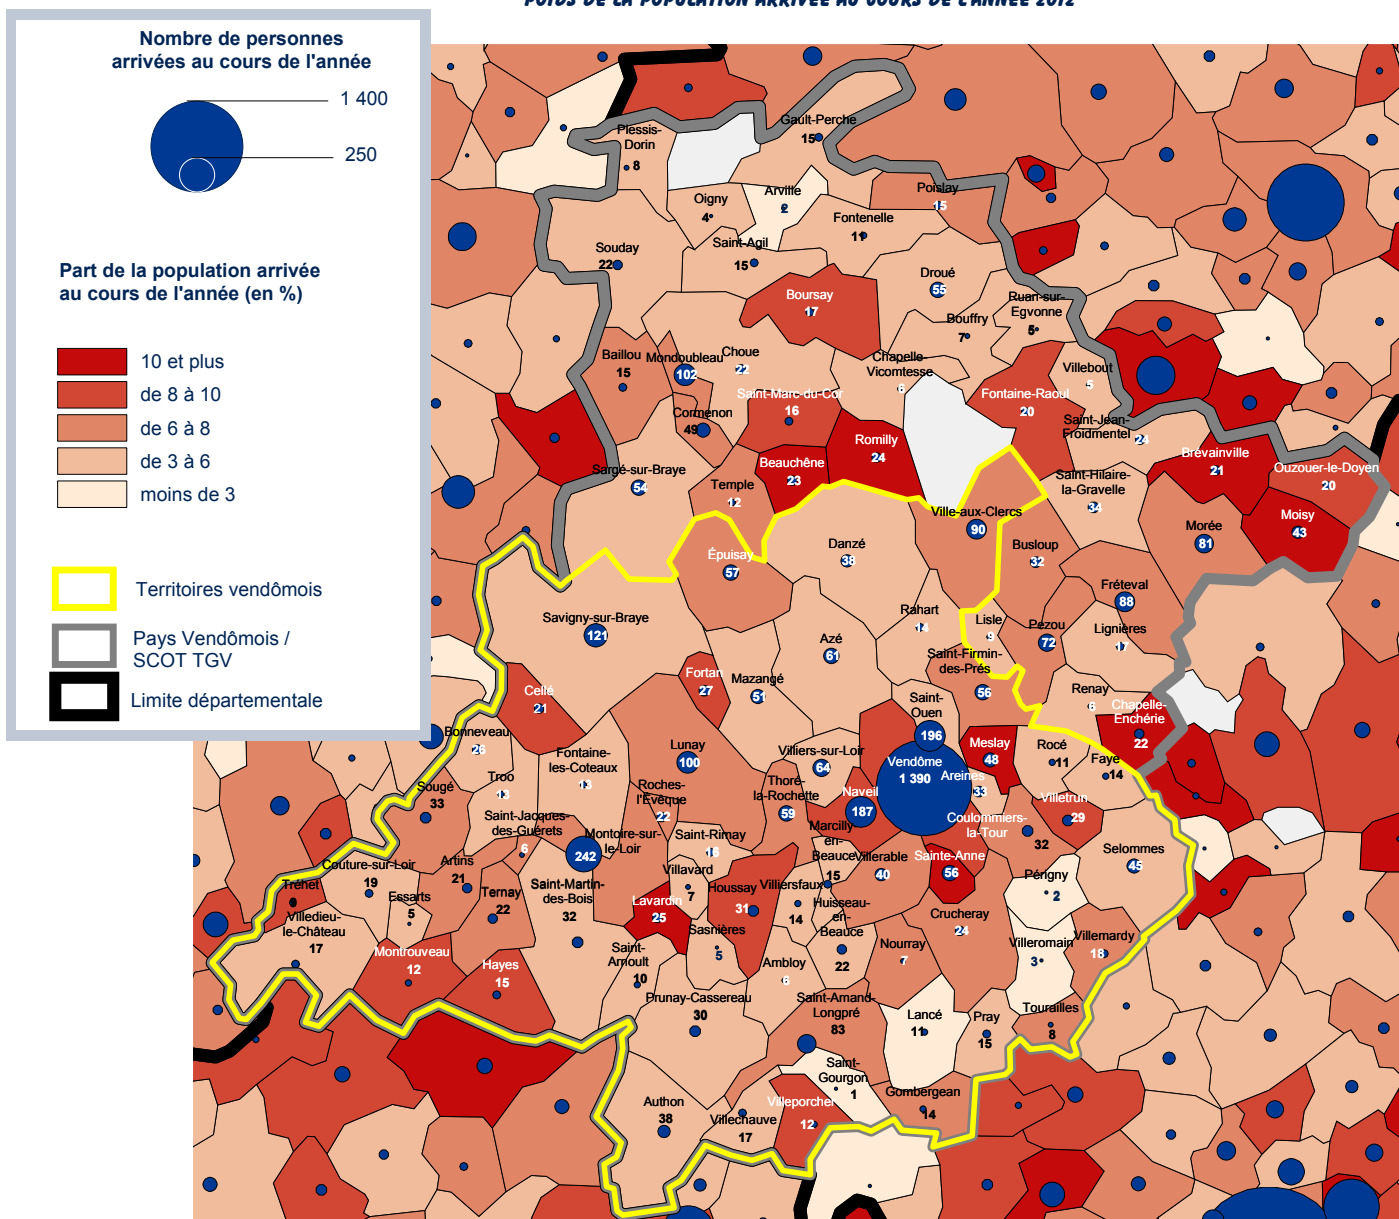 POIDS DE LA POPULATION ARRIVÉE AU COURS DE L'ANNÉE 2012
Nombre de personnes
arrivées au cours de l'année
1 400
250
Part de la population arrivée
au cours de l'année (en %)
10 et plus
de 8 à 10
de 6 à 8
de 3 à 6
moins de 3
Territoires vendômois
Pays Vendômois /
SCOT TGV
Limite départementale
Plessis-
Dorin
8
Gault-Perche
15
Oigny
4
Arville
2
Poislay
15
Fontenelle
11
Souday
22
Saint-Agil
15
Droué
55
Boursay
17
Ruan-sur-
Egvonne
5
Bouffry
7
Baillou
15
Mondoubleau
102
Choue
22
Chapelle-
Vicomtesse
6
Villebout
5
Saint-Marc-du-Cor
16
Fontaine-Raoul
20
Cormenon
49
Saint-Jean-
Froidmentel
24
Romilly
24
Beauchêne
23
Brévainville
21
Ouzouer-le-Doyen
20
Sargé-sur-Braye
54
Temple
12
Saint-Hilaire-
la-Gravelle
34
Ville-aux-Clercs
90
Morée
81
Moisy
43
Épuisay
57
Danzé
38
Busloup
32
Fréteval
88
Savigny-sur-Braye
121
Rahart
14
Lisle
9
Pezou
72
Lignières
17
Azé
61
Saint-Firmin-
des-Prés
56
Fortan
27
Mazangé
51
Cellé
21
Renay
6
Chapelle-
Enchérie
22
Saint-
Ouen
196
Bonneveau
26
Fontaine-
les-Coteaux
13
Lunay
100
Villiers-sur-Loir
64
Vendôme
1 390
Meslay
48
Rocé
11
Faye
14
Areines
33
Troo
13
Sougé
33
Roches-
l'Évêque
22
Thoré-
la-Rochette
59
Naveil
187
Villetrun
29
Coulommiers-
la-Tour
32
Saint-Jacques-
des-Guérets
6
Montoire-sur-
le-Loir
242
Saint-Rimay
16
Marcilly-
en-
Beauce
15
Villerable
40
Sainte-Anne
56
Selommes
45
Couture-sur-Loir
19
Artins
21
Périgny
2
Tréhet
Essarts
5
Ternay
22
Saint-Martin-
des-Bois
32
Villavard
7
Lavardin
25
Houssay
31
Villiersfaux
14
Huisseau-
en-
Beauce
22
Crucheray
24
Villedieu-
le-Château
17
Villeromain
3
Villemardy
18
Sasnières
5
Nourray
7
Montrouveau
12
Hayes
15
Saint-
Arnoult
10
Ambloy
6
Prunay-Cassereau
30
Saint-Amand-
Longpré
83
Lancé
11
Pray
15
Tourailles
8
Saint-
Gourgon
1
Gombergean
14
Authon
38
Villechauve
17
Villeporcher
12